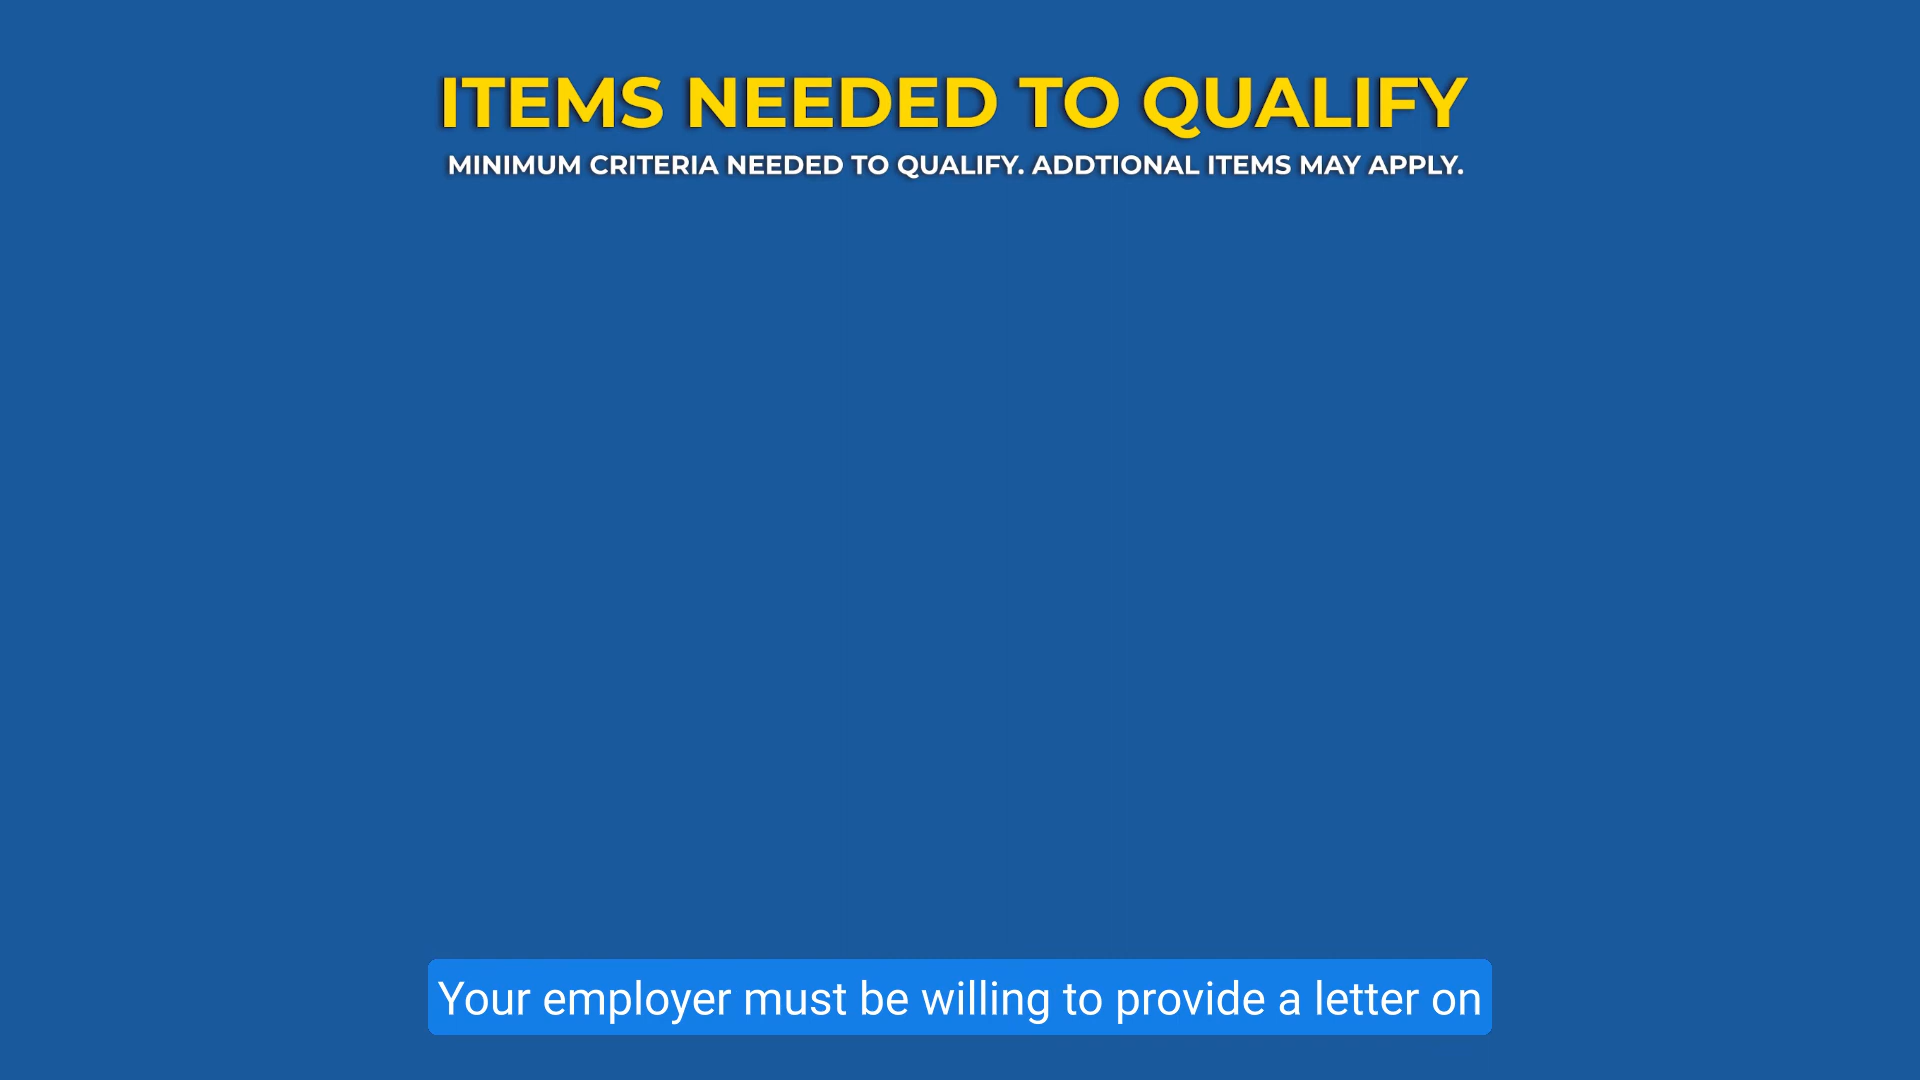 ITEMS NEEDED TO QUALIFY
MINIMUM CRITERIA NEEDED TO QUALIFY. ADDTIONAL ITEMS MAY APPLY.
Your employer must be willing to provide a letter on